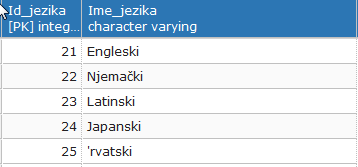 Id_jezika Ime_jezika
[PK] integ... character varying
21 Engleski
22 Njemački
23 Latinski
24 Japanski
25 'rvatski